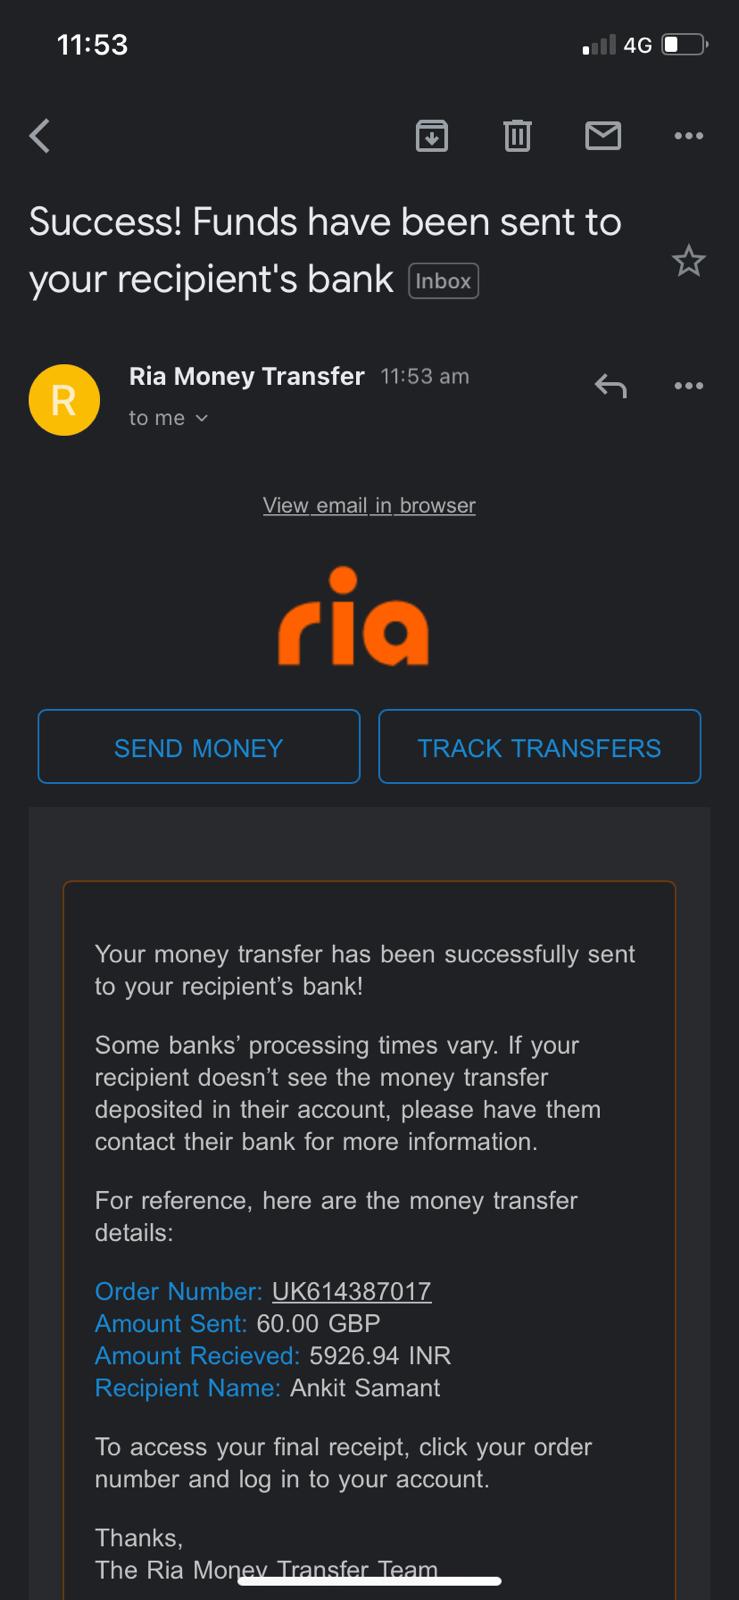 11:53
4G
Success! Funds have been sent to
your recipient's bank Inbox
R
Ria Money Transfer 11:53 am
to me
View email in browser
ria
SEND MONEY
TRACK TRANSFERS
Your money transfer has been successfully sent
to your recipient’s bank!
Some banks’ processing times vary. If your
recipient doesn’t see the money transfer
deposited in their account, please have them
contact their bank for more information.
For reference, here are the money transfer
details:
Order Number: UK614387017
Amount Sent: 60.00 GBP
Amount Recieved: 5926.94 INR
Recipient Name: Ankit Samant
To access your final receipt, click your order
number and log in to your account.
Thanks,
The Ria Money Transfer Team